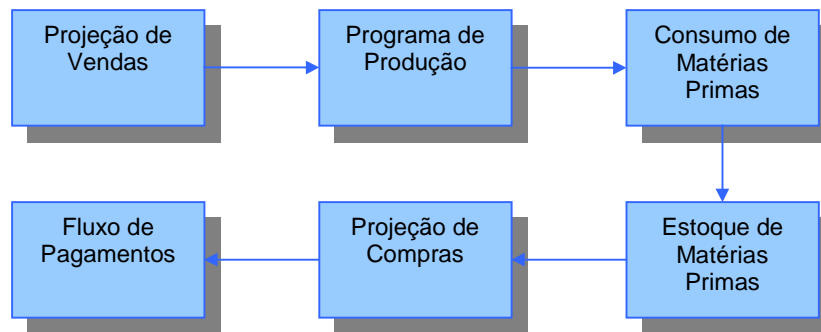 Projeção de
Vendas
Programa de
Produção
Consumo de
Matérias
Primas
Fluxo de
Pagamentos
Projeção de
Compras
Estoque de
Matérias
Primas